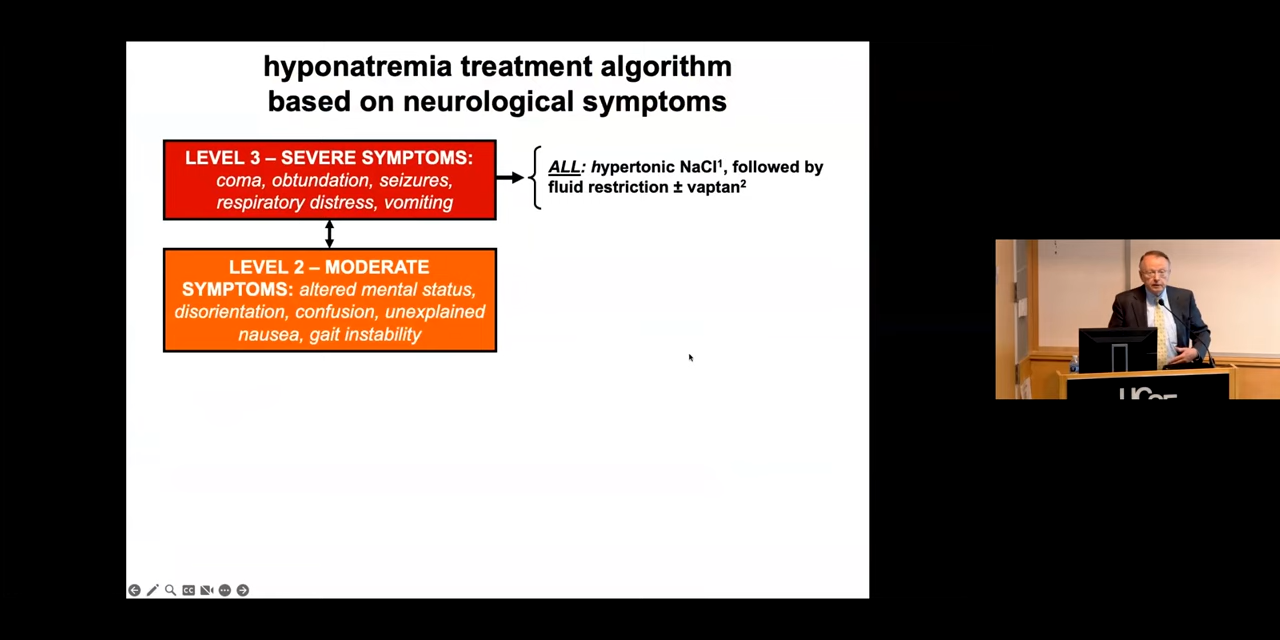 hyponatremia treatment algorithm
based on neurological symptoms
LEVEL 3 – SEVERE SYMPTOMS:
coma, obtundation, seizures,
respiratory distress, vomiting
ALL: hypertonic NaCl¹, followed by
fluid restriction ± vaptan²
LEVEL 2 – MODERATE
SYMPTOMS: altered mental status,
disorientation, confusion, unexplained
nausea, gait instability
CC